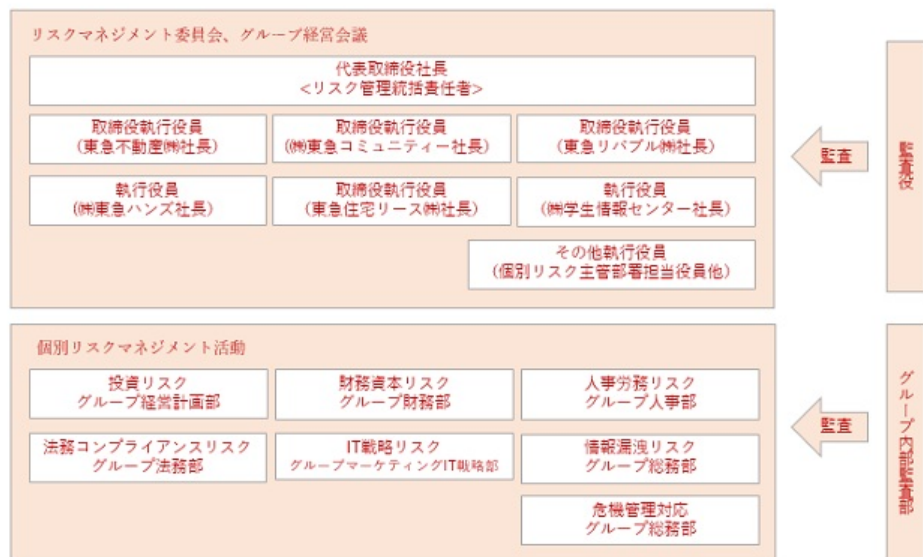 リスクマネジメント委員会、グループ経営会議
代表取締役社長
<リスク管理統括責任者>
取締役執行役員
(東急不動産㈱社長)
取締役執行役員
(㈱東急コミュニティー社長)
取締役執行役員
(東急リバブル㈱社長)
執行役員
(㈱東急ハンズ社長)
取締役執行役員
(東急住宅リース㈱社長)
執行役員
(㈱学生情報センター社長)
その他執行役員
(個別リスク主管部署担当役員他)
監査
監査役
個別リスクマネジメント活動
投資リスク
グループ経営計画部
財務資本リスク
グループ財務部
人事労務リスク
グループ人事部
法務コンプライアンスリスク
グループ法務部
IT戦略リスク
グループマーケティングIT戦略部
情報漏洩リスク
グループ総務部
危機管理対応
グループ総務部
監査
グループ内部監査部